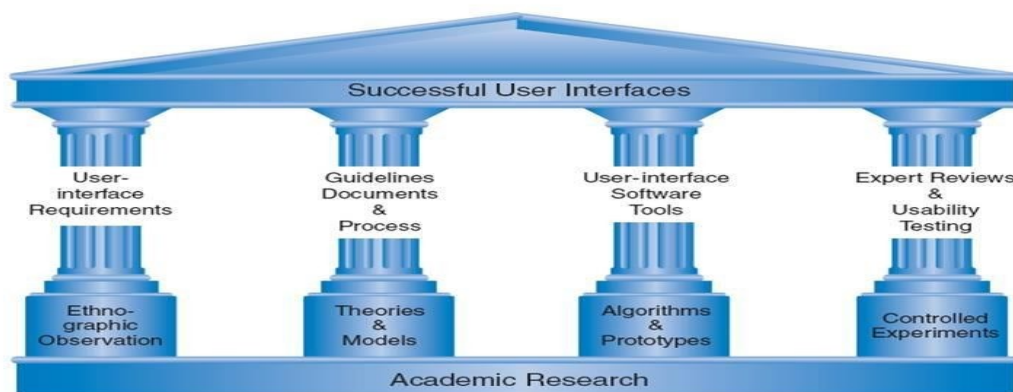 Successful User Interfaces
User-
interface
Requirements
Guidelines
Documents
&
Process
User-interface
Software
Tools
Expert Reviews
&
Usability
Testing
Ethno-
graphic
Observation
Theories
&
Models
Algorithms
&
Prototypes
Controlled
Experiments
Academic Research